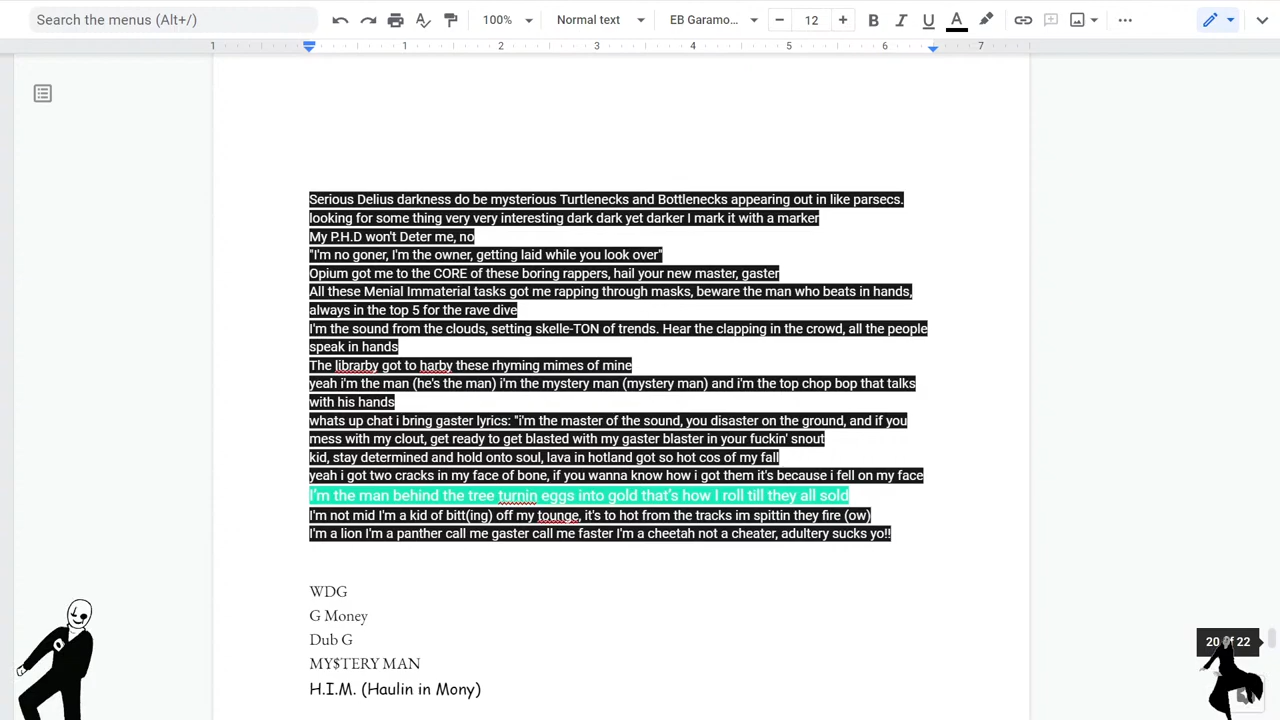 Search the menus (Alt+/)
100%
Normal text
EB Garamo...
12
1 1 2 3 4 5 6 7
Serious Delius darkness do be mysterious Turtlenecks and Bottlenecks appearing out in like parsecs.
looking for some thing very very interesting dark dark yet darker I mark it with a marker
My P.H.D won't Deter me, no
"I'm no goner, I'm the owner, getting laid while you look over"
Opium got me to the CORE of these boring rappers, hail your new master, gaster
All these Menial Immaterial tasks got me rapping through masks, beware the man who beats in hands,
always in the top 5 for the rave dive
I'm the sound from the clouds, setting skelle-TON of trends. Hear the clapping in the crowd, all the people
speak in hands
The librarby got to harby these rhyming mimes of mine
yeah i'm the man (he's the man) i'm the mystery man (mystery man) and i'm the top chop bop that talks
with his hands
whats up chat i bring gaster lyrics: "i'm the master of the sound, you disaster on the ground, and if you
mess with my clout, get ready to get blasted with my gaster blaster in your fuckin' snout
kid, stay determined and hold onto soul, lava in hotland got so hot cos of my fall
yeah i got two cracks in my face of bone, if you wanna know how i got them it's because i fell on my face
I'm the man behind the tree turnin eggs into gold that's how I roll till they all sold
I'm not mid I'm a kid of bitt(ing) off my tounge, it's to hot from the tracks im spittin they fire (ow)
I'm a lion I'm a panther call me gaster call me faster I'm a cheetah not a cheater, adultery sucks yo!!
WDG
G Money
Dub G
MY$TERY MAN
H.I.M. (Haulin in Mony)
20 of 22